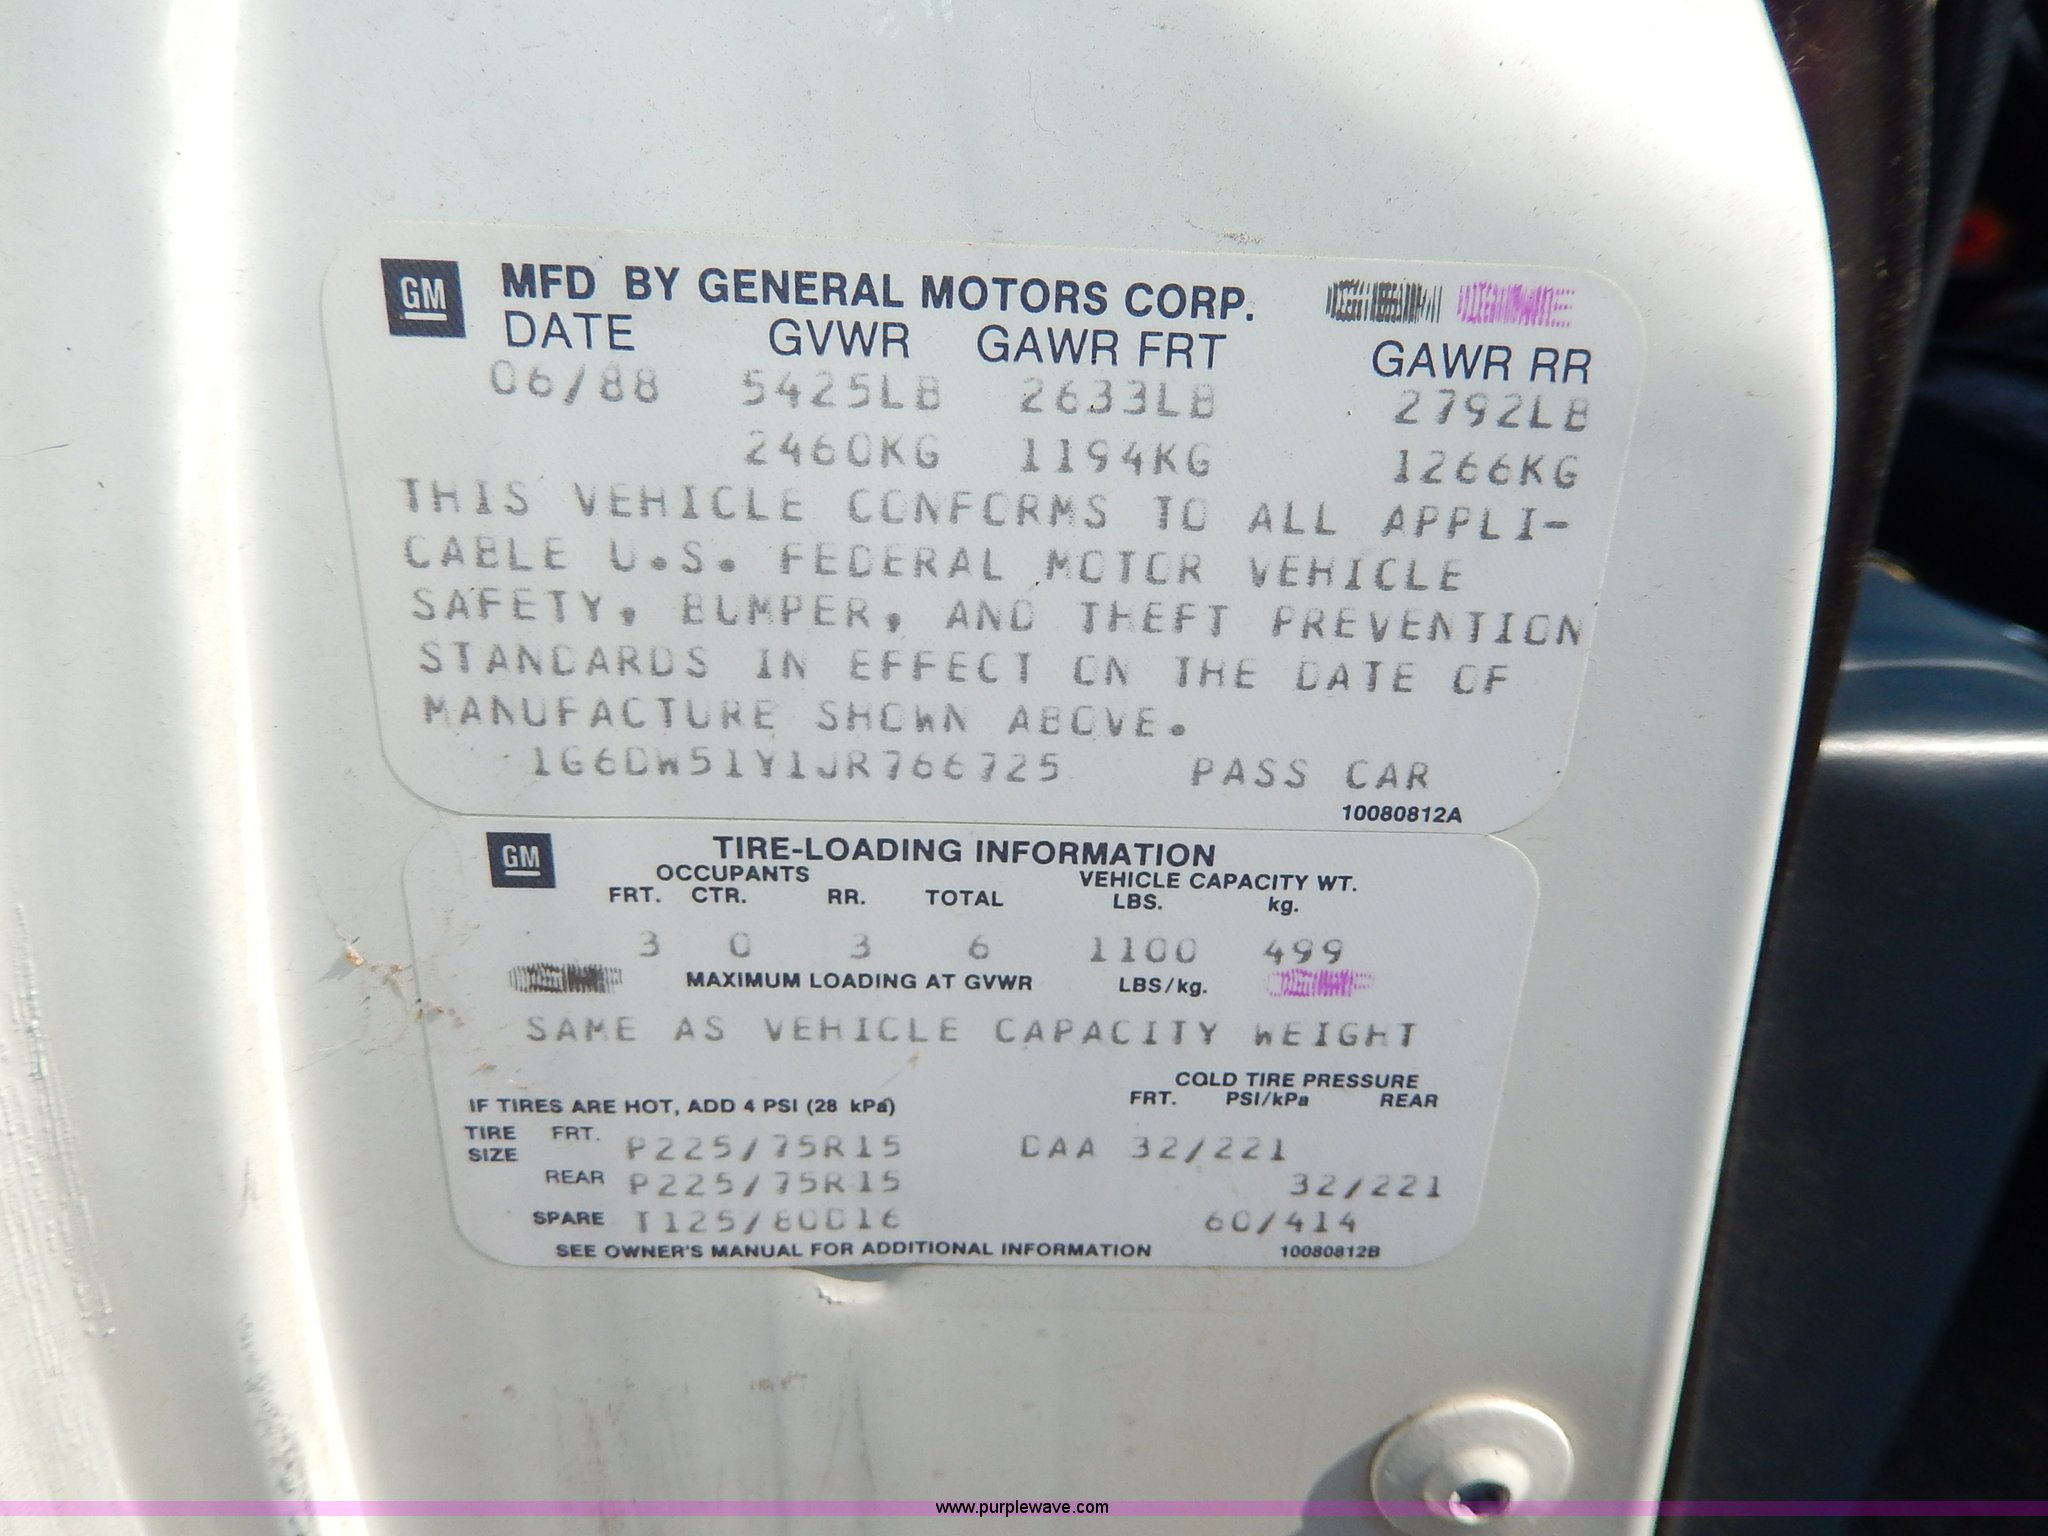 GM MFD BY GENERAL MOTORS CORP.
DATE GVWR GAWR FRT GAWR RR
06/88 5425LB 2633LB 2792LB
2460KG 1194KG 1266KG
THIS VEHICLE CONFORMS TO ALL APPLI-
CABLE U.S. FEDERAL MOTOR VEHICLE
SAFETY, BUMPER, AND THEFT PREVENTION
STANDARDS IN EFFECT ON THE DATE OF
MANUFACTURE SHOWN ABOVE.
1G6DW51Y1JR766725 PASS CAR
10080812A
GM TIRE-LOADING INFORMATION
OCCUPANTS VEHICLE CAPACITY WT.
FRT. CTR. RR. TOTAL LBS. kg.
3 0 3 6 1100 499
MAXIMUM LOADING AT GVWR LBS/kg.
SAME AS VEHICLE CAPACITY WEIGHT
COLD TIRE PRESSURE
IF TIRES ARE HOT, ADD 4 PSI (28 kPa) FRT. PSI/kPa REAR
TIRE SIZE FRT. P225/75R15 DAA 32/221
REAR P225/75R15 32/221
SPARE T125/80D16 60/414
SEE OWNER'S MANUAL FOR ADDITIONAL INFORMATION 10080812B
www.purplewave.com